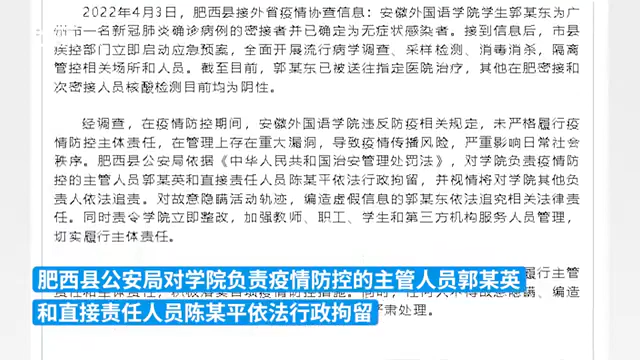 2022年4月3日，肥西县接外省疫情协查信息：安徽外国语学院学生郭某东为广
州市一名新冠肺炎确诊病例的密接者并已确定为无症状感染者。接到信息后，市县
疾控部门立即启动应急预案，全面开展流行病学调查、采样检测、消毒消杀，隔离
管控相关场所和人员。截至目前，郭某东已被送往指定医院治疗，其他在肥密接和
次密接人员核酸检测目前均为阴性。
经调查，在疫情防控期间，安徽外国语学院违反防疫相关规定，未严格履行疫
情防控主体责任，在管理上存在重大漏洞，导致疫情传播风险，严重影响日常社会
秩序。肥西县公安局依据《中华人民共和国治安管理处罚法》，对学院负责疫情防
控的主管人员郭某英和直接责任人员陈某平依法行政拘留，并视情将对学院其他负
责人依法追责。对故意隐瞒活动轨迹，编造虚假信息的郭某东依法追究相关法律责
任。同时责令学院立即整改，加强教师、职工、学生和第三方机构服务人员管理，
切实履行主体责任。
履行主
瞒、编造
肃处理。
肥西县公安局对学院负责疫情防控的主管人员郭某英
和直接责任人员陈某平依法行政拘留